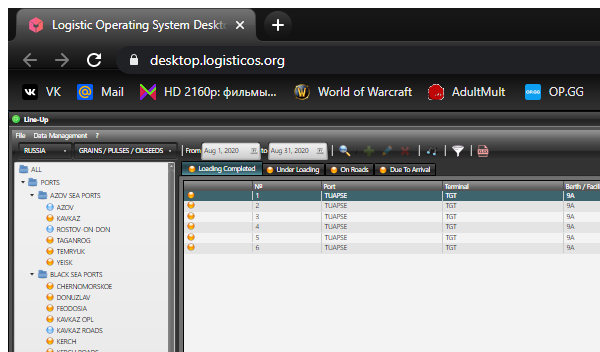 Logistic Operating System Deskto
desktop.logisticos.org
VK Mail HD 2160p: фильмы... World of Warcraft AdultMult OP.GG OP.GG
Line-Up
File Data Management ?
RUSSIA GRAINS / PULSES / OILSEEDS From Aug 1, 2020 to Aug 31, 2020
ALL
PORTS
AZOV SEA PORTS
AZOV
KAVKAZ
ROSTOV-ON-DON
TAGANROG
TEMRYUK
YEISK
BLACK SEA PORTS
CHERNOMORSKOE
DONUZLAV
FEODOSIA
KAVKAZ OPL
KAVKAZ ROADS
KERCH
KERCH ROADS
Loading Completed Under Loading On Roads Due To Arrival
№ Port Terminal Berth / Facili
1 TUAPSE TGT 9A
2 TUAPSE TGT 9A
3 TUAPSE TGT 9A
4 TUAPSE TGT 9A
5 TUAPSE TGT 9A
6 TUAPSE TGT 9A